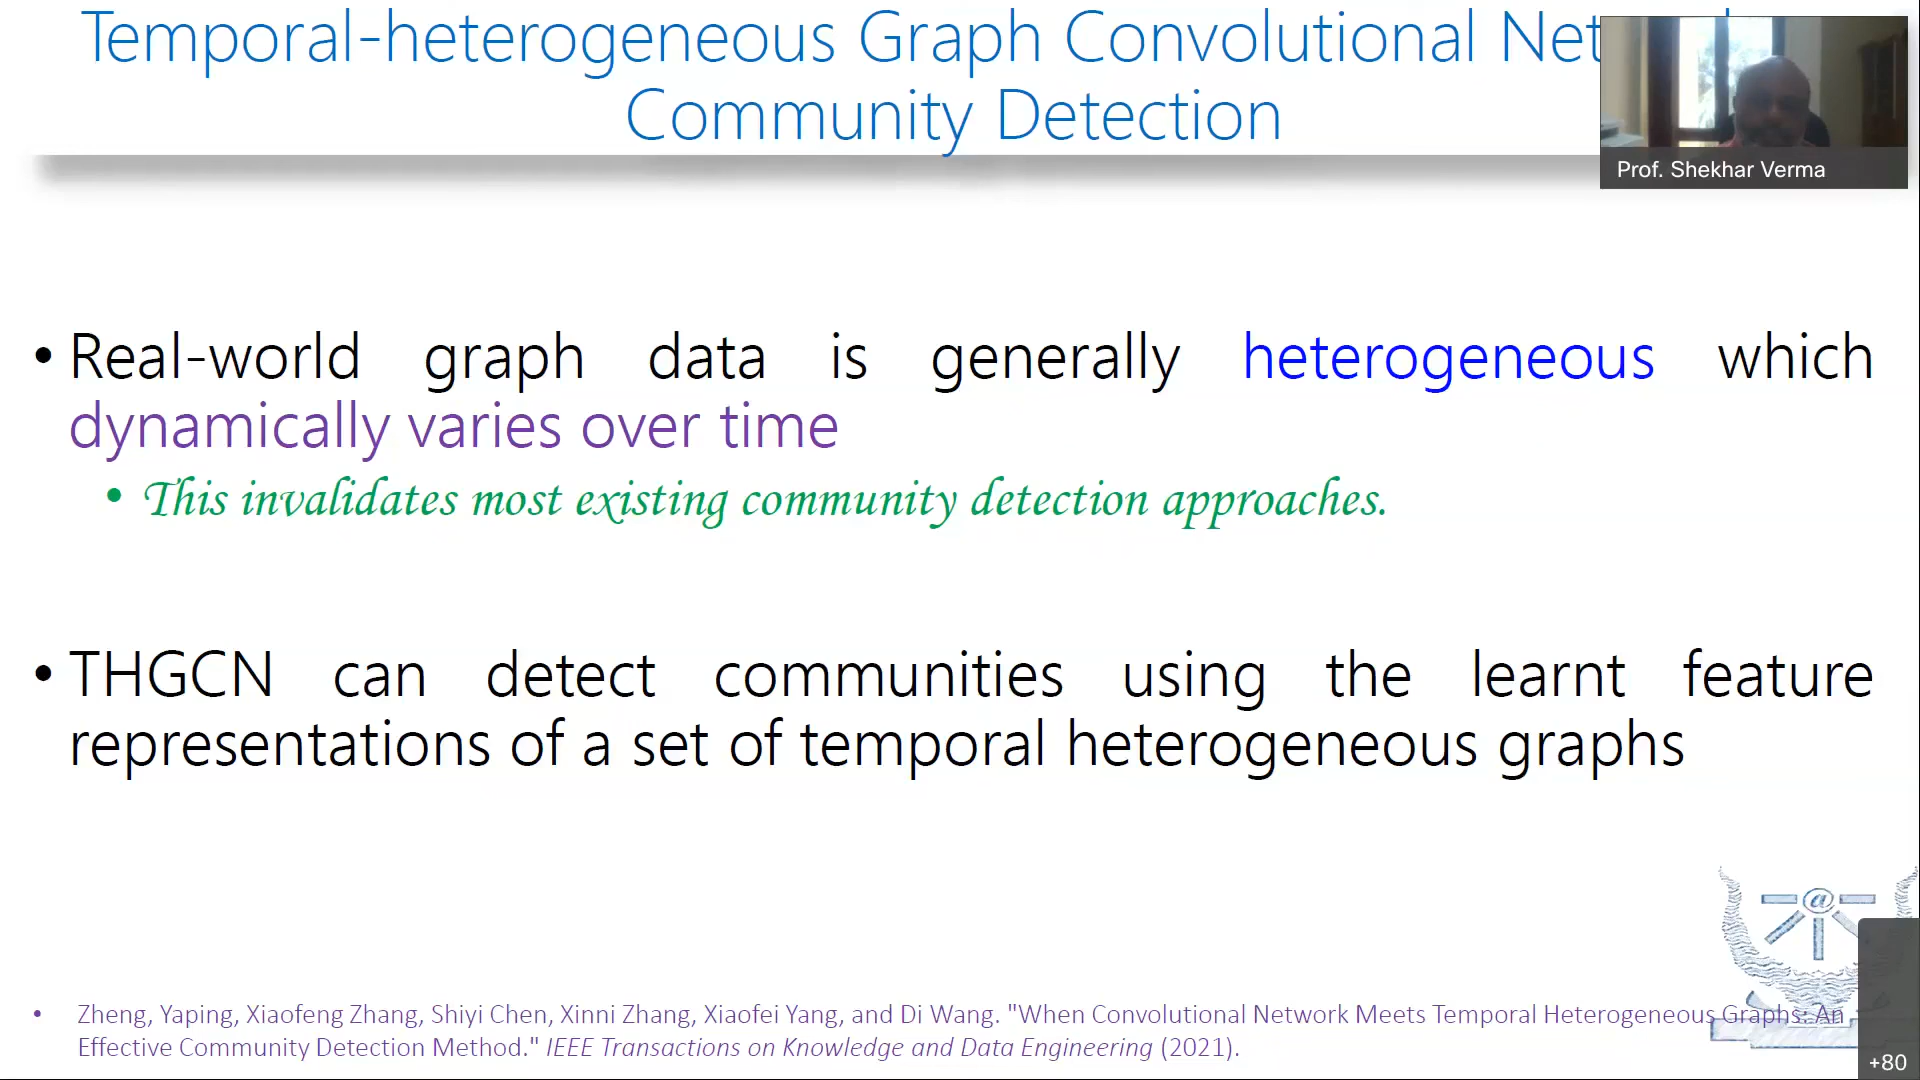 Temporal-heterogeneous Graph Convolutional
Community Detection
Prof. Shekhar Verma
• Real-world graph data is generally heterogeneous which
dynamically varies over time
• This invalidates most existing community detection approaches.
• THGCN can detect communities using the learnt feature
representations of a set of temporal heterogeneous graphs
• Zheng, Yaping, Xiaofeng Zhang, Shiyi Chen, Xinni Zhang, Xiaofei Yang, and Di Wang. "When Convolutional Network Meets Temporal Heterogeneous Graphs: An
Effective Community Detection Method." IEEE Transactions on Knowledge and Data Engineering (2021).
@
+80